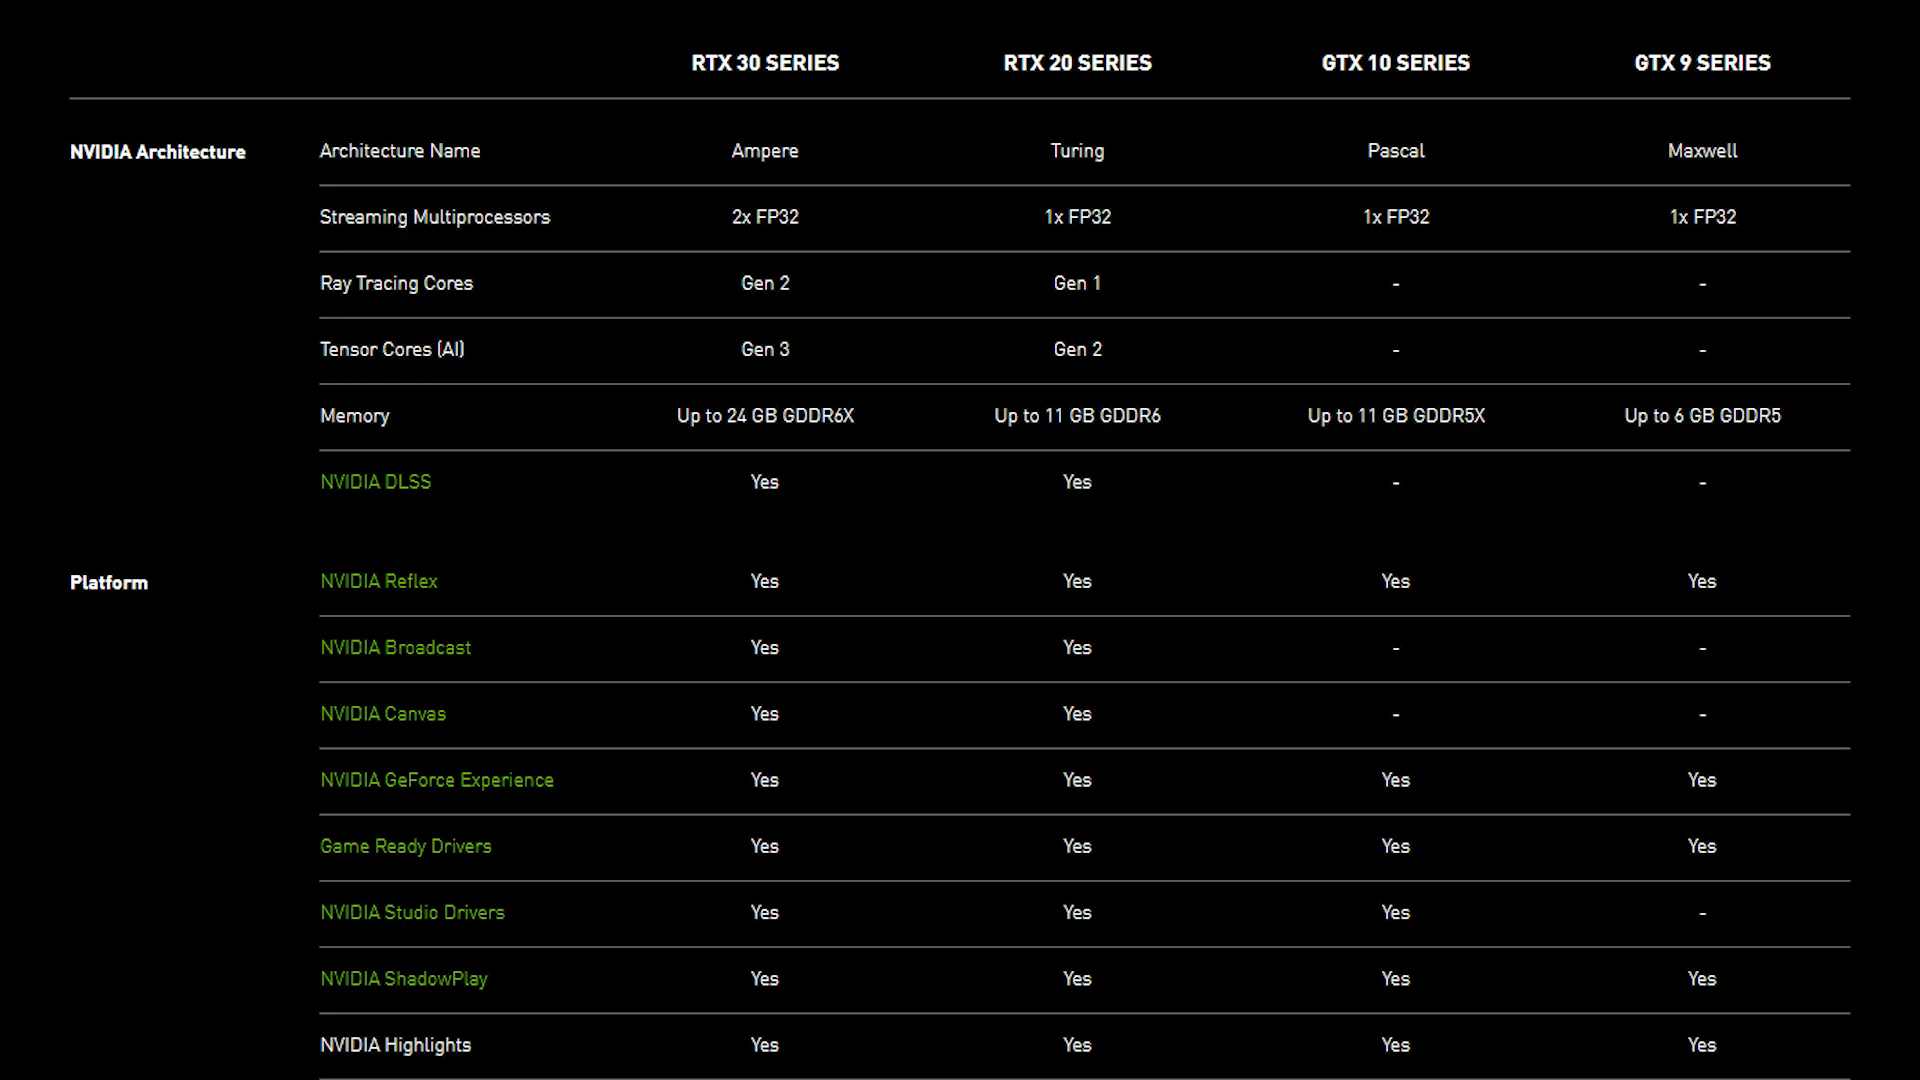 RTX 30 SERIES RTX 20 SERIES GTX 10 SERIES GTX 9 SERIES
NVIDIA Architecture Architecture Name Ampere Turing Pascal Maxwell
Streaming Multiprocessors 2x FP32 1x FP32 1x FP32 1x FP32
Ray Tracing Cores Gen 2 Gen 1 - -
Tensor Cores (AI) Gen 3 Gen 2 - -
Memory Up to 24 GB GDDR6X Up to 11 GB GDDR6 Up to 11 GB GDDR5X Up to 6 GB GDDR5
NVIDIA DLSS Yes Yes - -
Platform NVIDIA Reflex Yes Yes Yes Yes
NVIDIA Broadcast Yes Yes - -
NVIDIA Canvas Yes Yes - -
NVIDIA GeForce Experience Yes Yes Yes Yes
Game Ready Drivers Yes Yes Yes Yes
NVIDIA Studio Drivers Yes Yes Yes -
NVIDIA ShadowPlay Yes Yes Yes Yes
NVIDIA Highlights Yes Yes Yes Yes